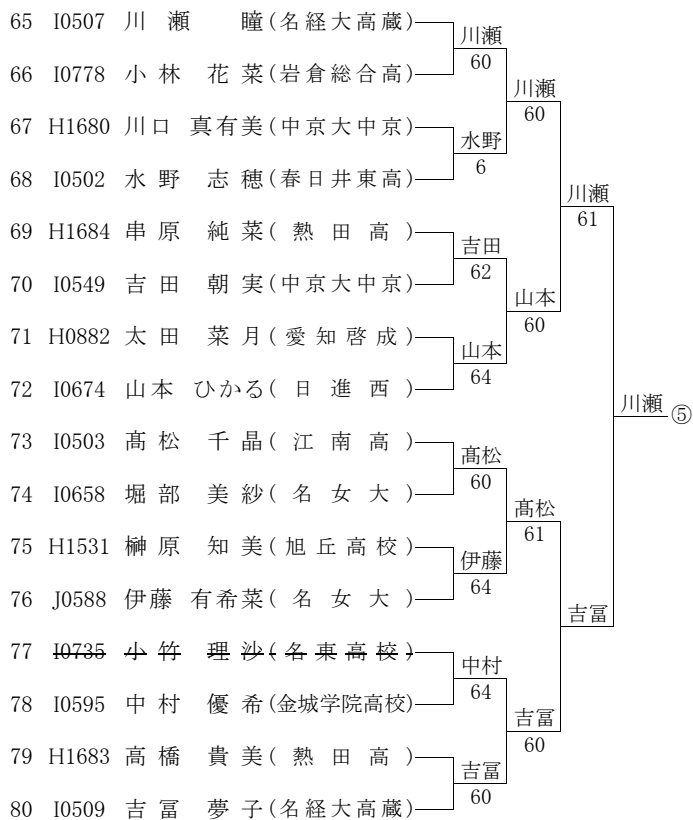 65 I0507 川瀬 瞳(名経大高蔵)
川瀬
66 I0778 小林 花菜(岩倉総合高)
60
川瀬
60
67 H1680 川口 真有美(中京大中京)
水野
68 I0502 水野 志穂(春日井東高)
6
川瀬
61
69 H1684 串原 純菜(熱田高)
吉田
70 I0549 吉田 朝実(中京大中京)
62
山本
60
71 H0882 太田 菜月(愛知啓成)
山本
72 I0674 山本 ひかる(日進西)
64
川瀬 ⑤
73 I0503 髙松 千晶(江南高)
髙松
74 I0658 堀部 美紗(名女大)
60
髙松
61
75 H1531 榊原 知美(旭丘高校)
伊藤
76 J0588 伊藤 有希菜(名女大)
64
吉冨
77 I0735 小竹 理沙(名東高校)
中村
78 I0595 中村 優希(金城学院高校)
64
吉冨
60
79 H1683 高橋 貴美(熱田高)
吉冨
80 I0509 吉冨 夢子(名経大高蔵)
60